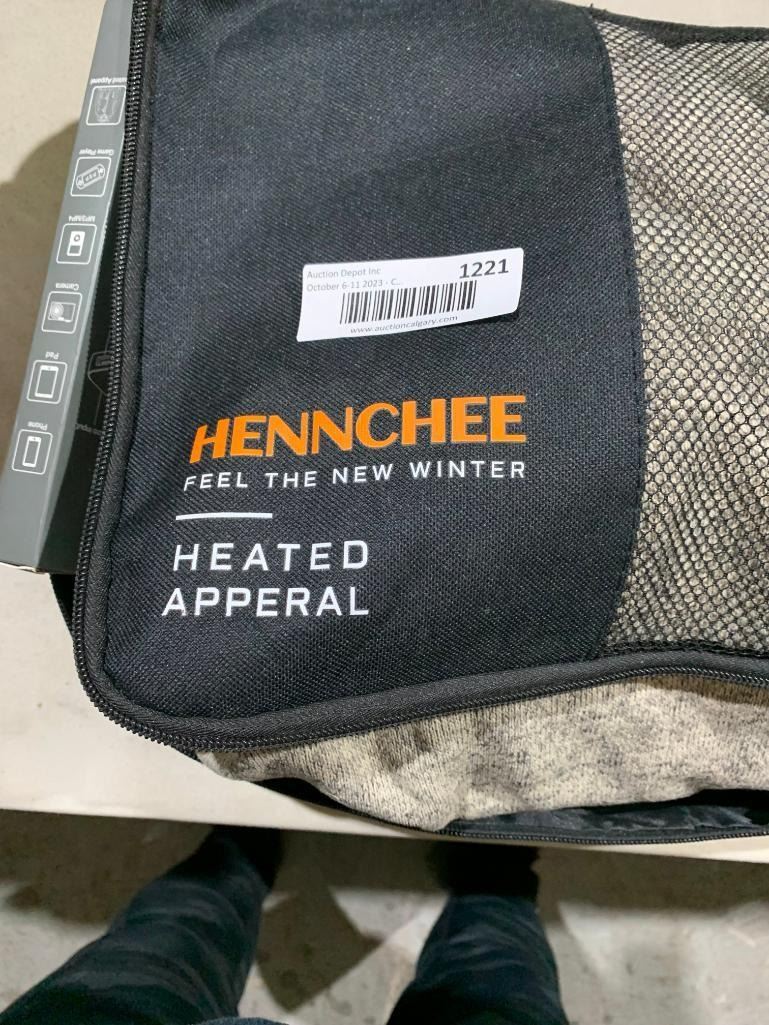 Auction Depot Inc
1221
October 6-11 2023 - C...
www.auctioncalgary.com
HENNCHEE
FEEL THE NEW WINTER
HEATED
APPERAL
Game Player
MP3/MP4
Camera
Pad
Phone